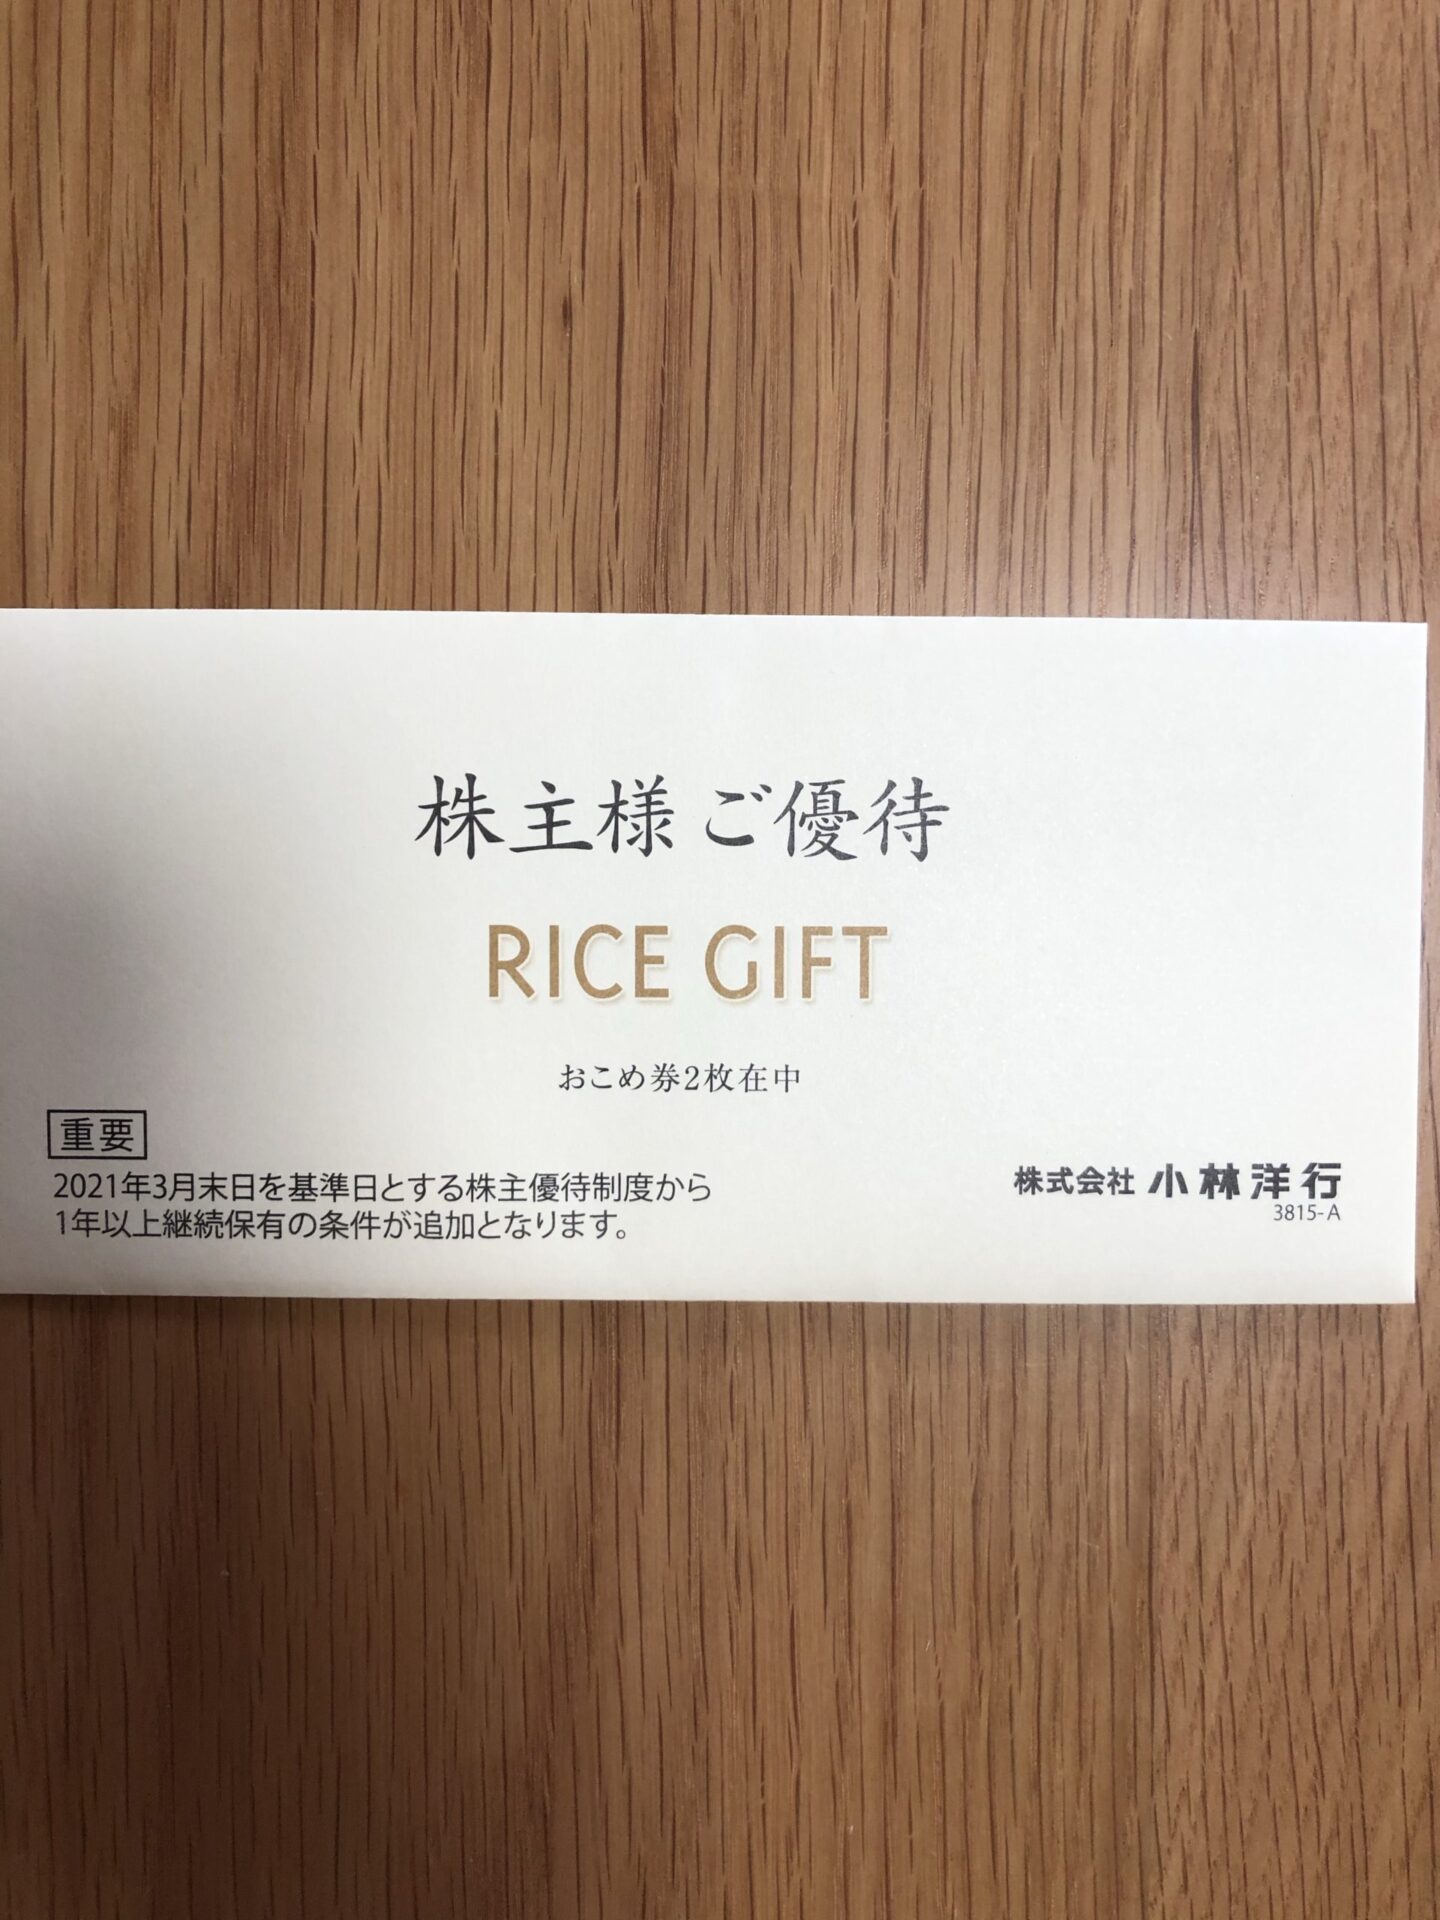 株主様 ご優待
RICE GIFT
おこめ券2枚在中
重要
2021年3月末日を基準日とする株主優待制度から
1年以上継続保有の条件が追加となります。
株式会社 小林洋行
3815-A